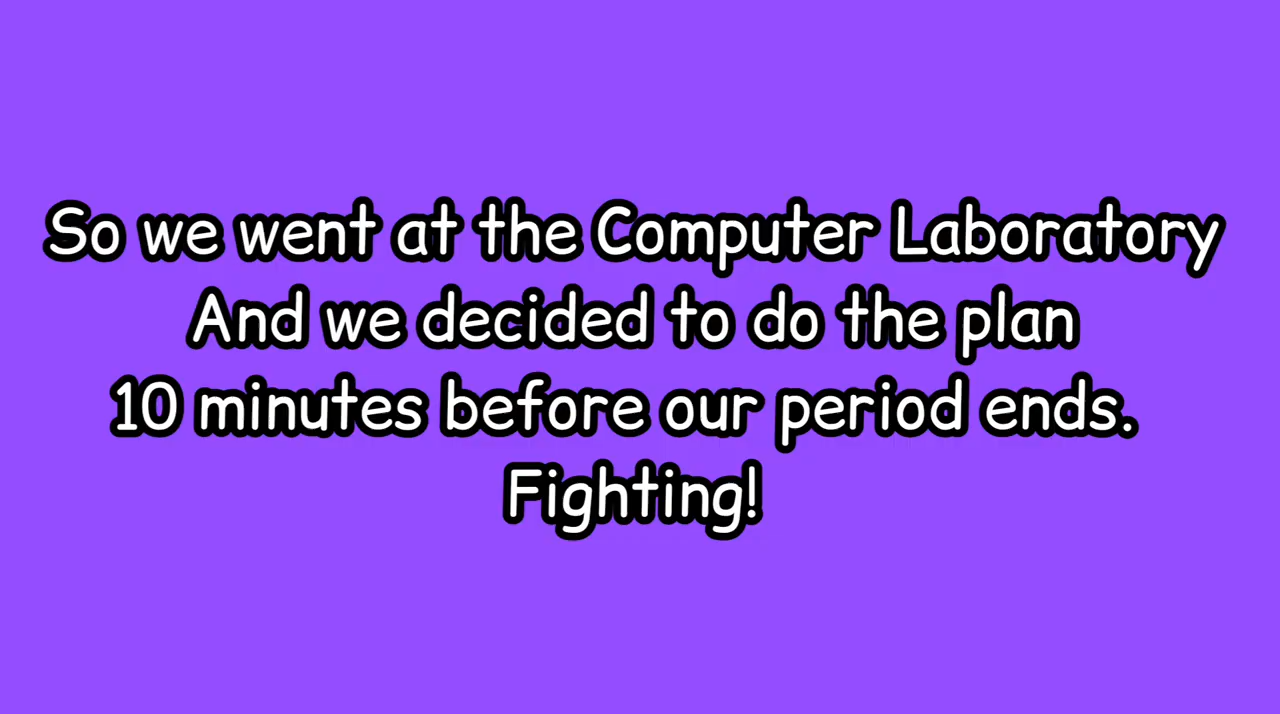 So we went at the Computer Laboratory
And we decided to do the plan
10 minutes before our period ends.
Fighting!